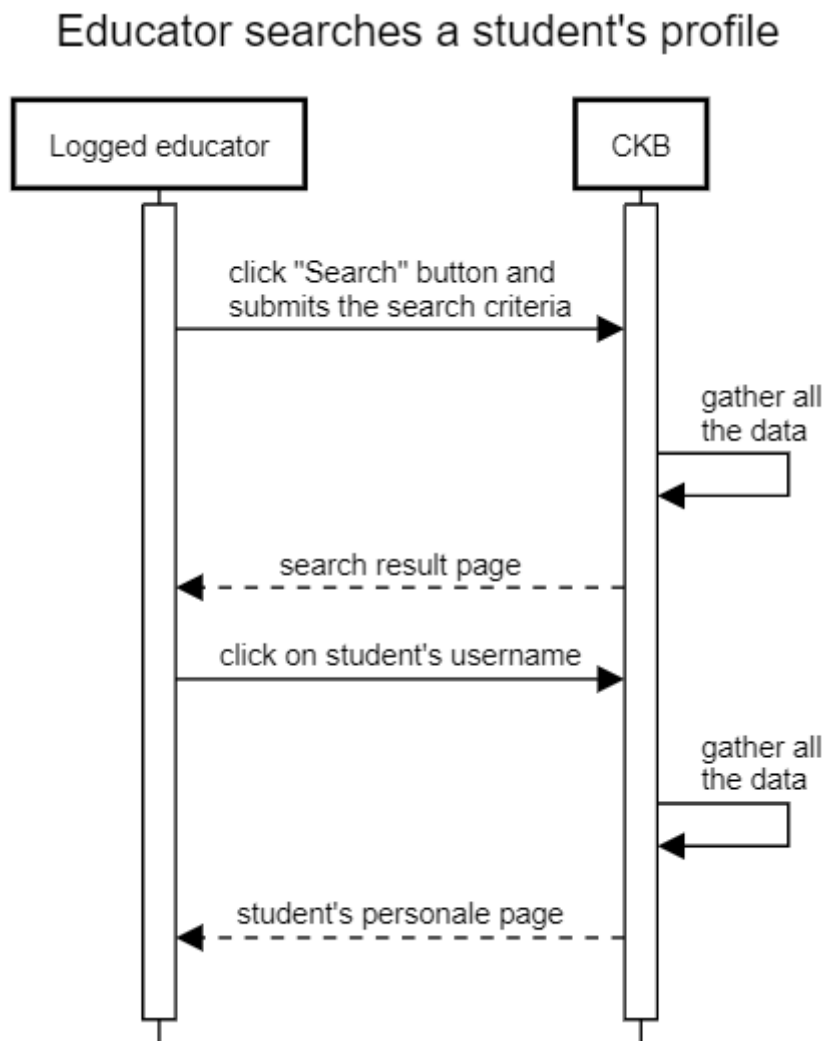 Educator searches a student's profile
Logged educator
CKB
click "Search" button and
submits the search criteria
gather all
the data
search result page
click on student's username
gather all
the data
student's personale page